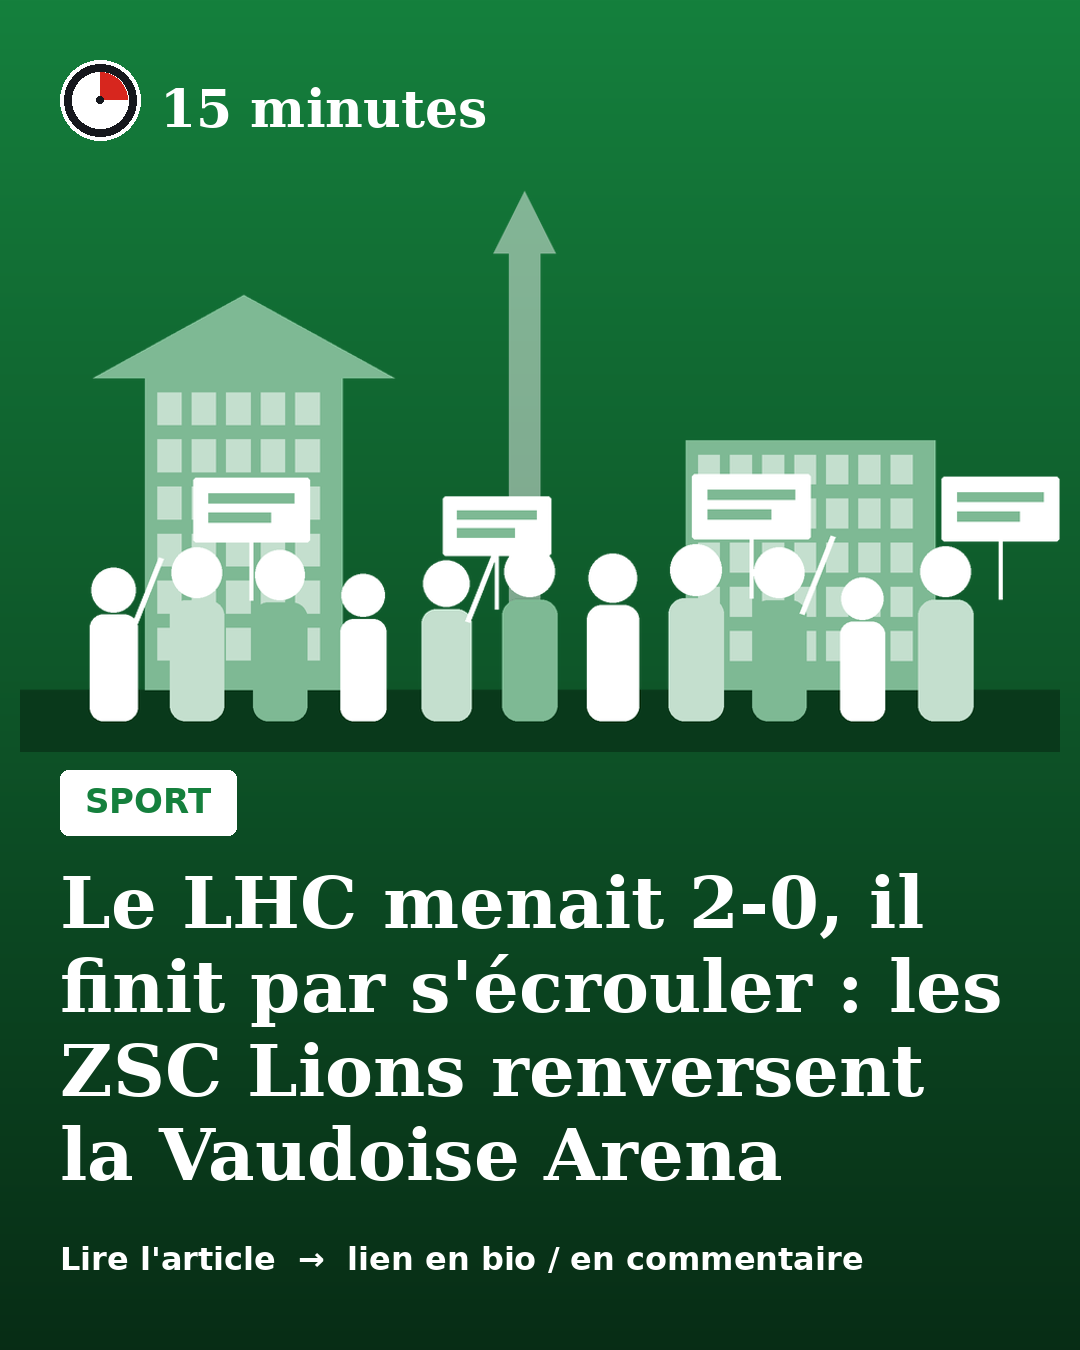 15 minutes
SPORT
Le LHC menait 2-0, il
finit par s'écrouler : les
ZSC Lions renversent
la Vaudoise Arena
Lire l'article → lien en bio / en commentaire